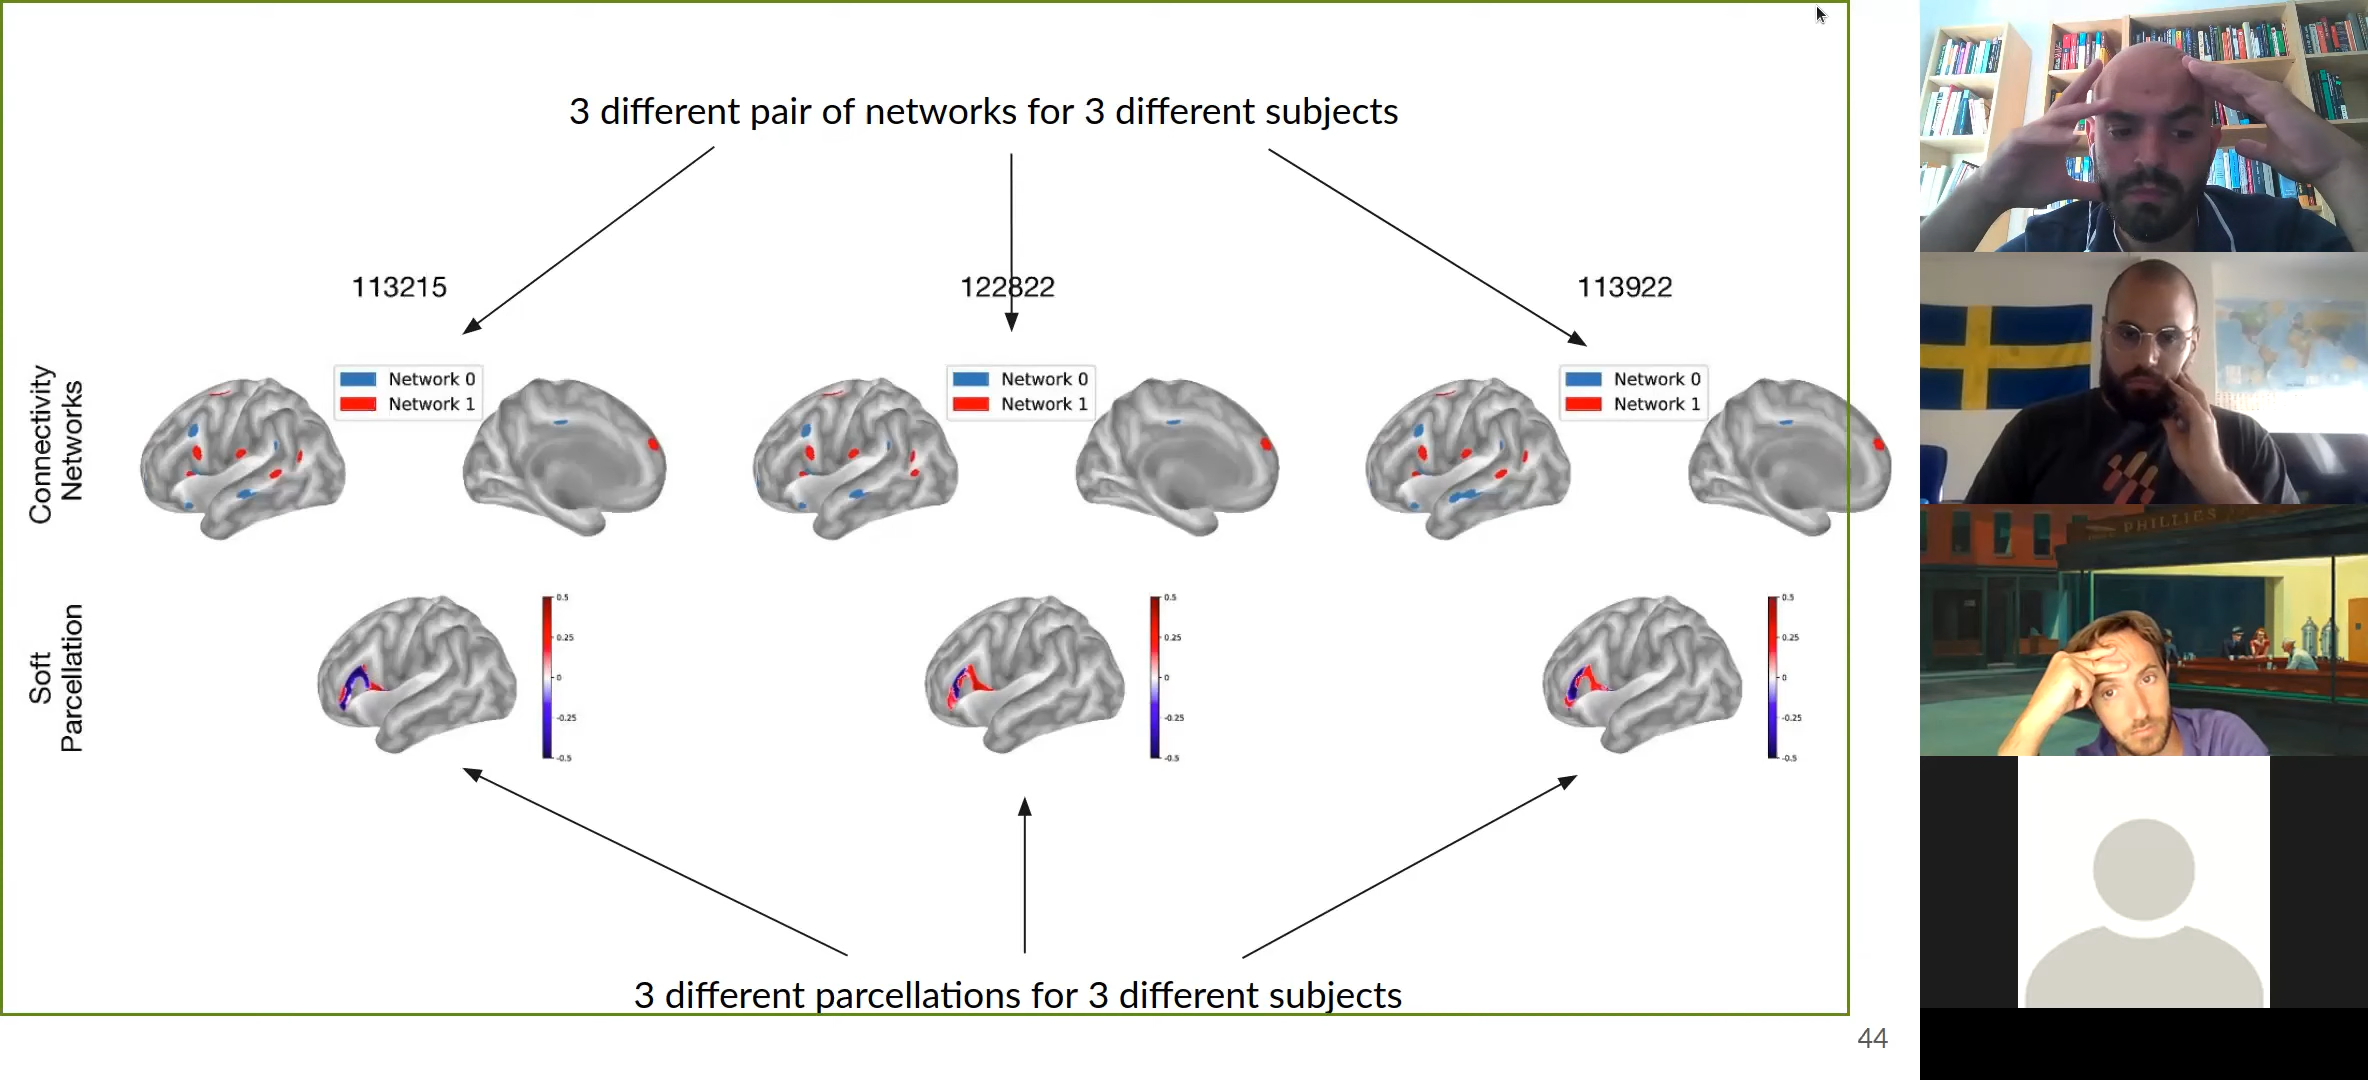 3 different pair of networks for 3 different subjects
113215
122822
113922
Connectivity
Networks
Network 0
Network 1
Network 0
Network 1
Network 0
Network 1
Soft
Parcellation
0.5
0.25
0
-0.25
-0.5
0.5
0.25
0
-0.25
-0.5
0.5
0.25
0
-0.25
-0.5
3 different parcellations for 3 different subjects
44
PHILLIES